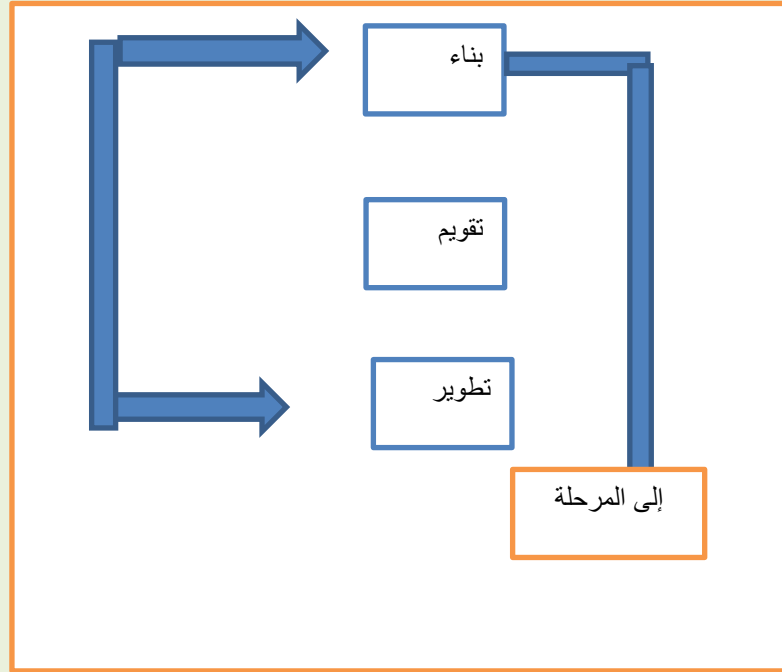 بناء
تقويم
تطوير
إلى المرحلة